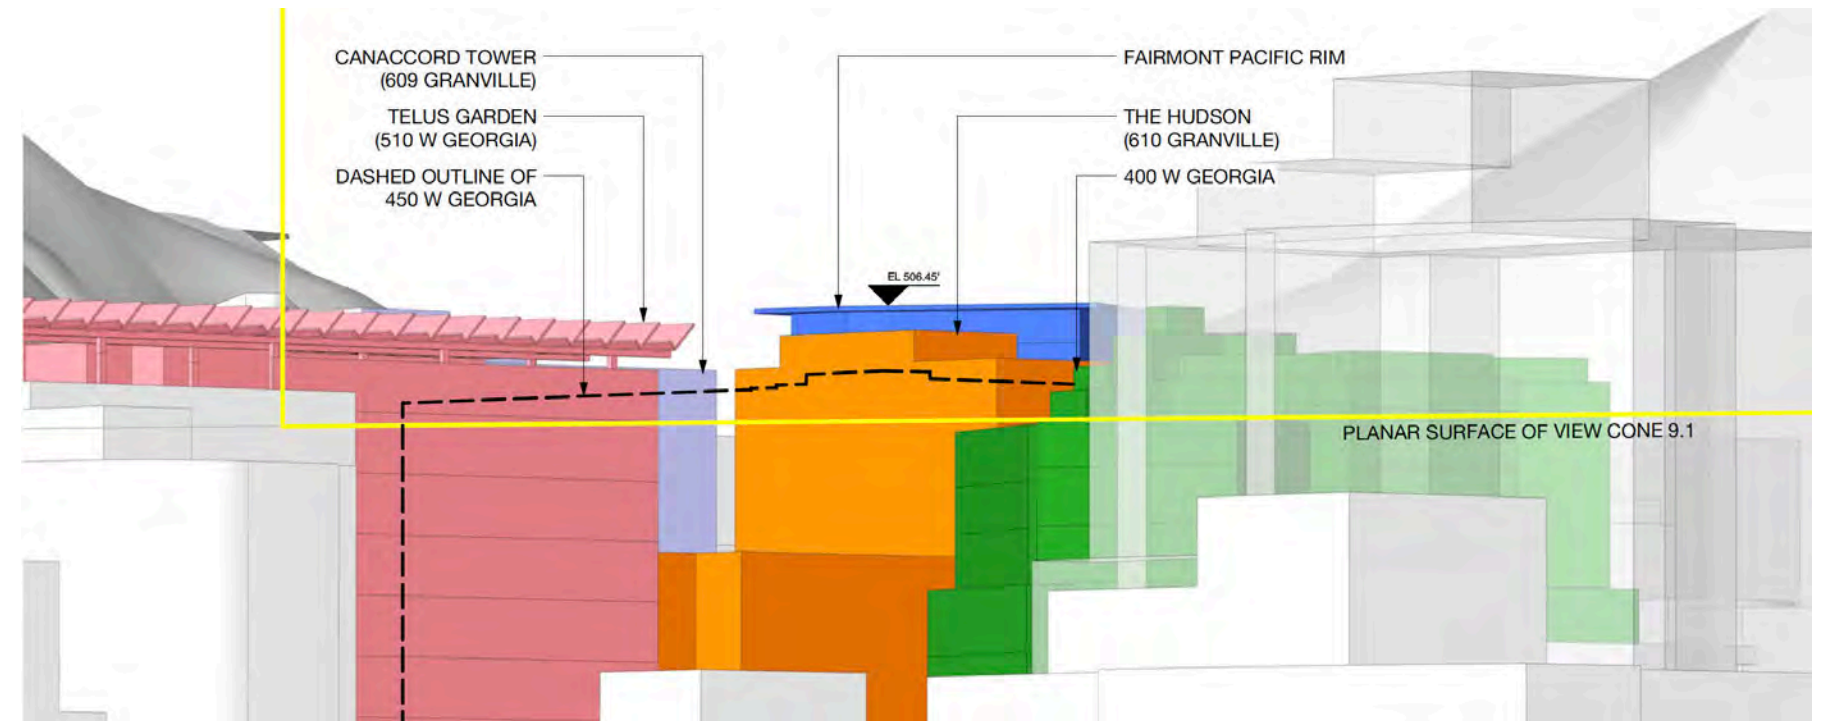 CANACCORD TOWER
(609 GRANVILLE)
TELUS GARDEN
(510 W GEORGIA)
DASHED OUTLINE OF
450 W GEORGIA
FAIRMONT PACIFIC RIM
THE HUDSON
(610 GRANVILLE)
400 W GEORGIA
EL 506.45'
PLANAR SURFACE OF VIEW CONE 9.1